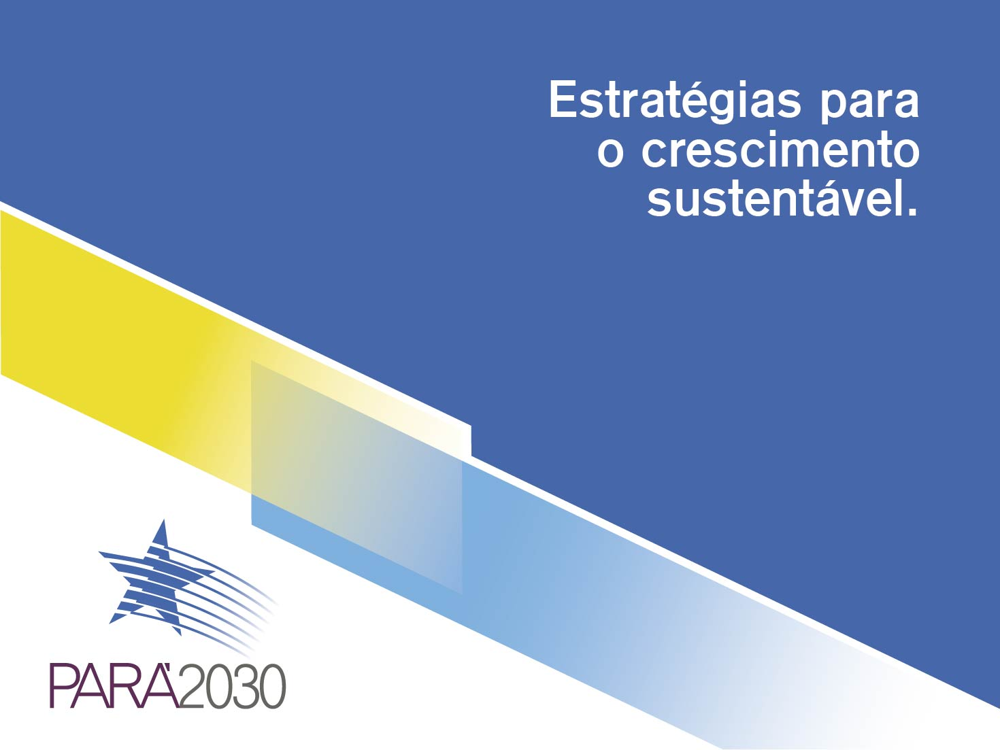 Estratégias para
o crescimento
sustentável.
PARÁ2030